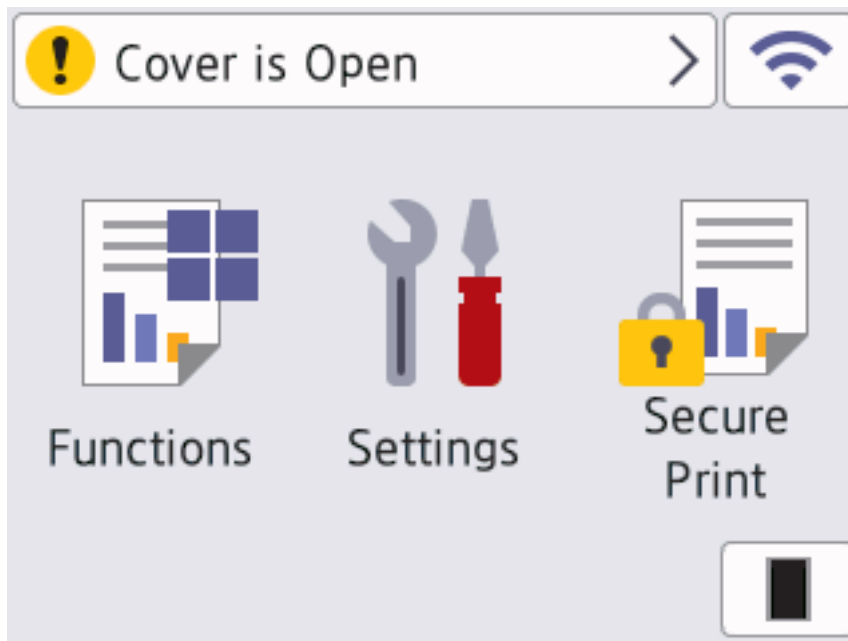 Cover is Open
Functions
Settings
Secure
Print